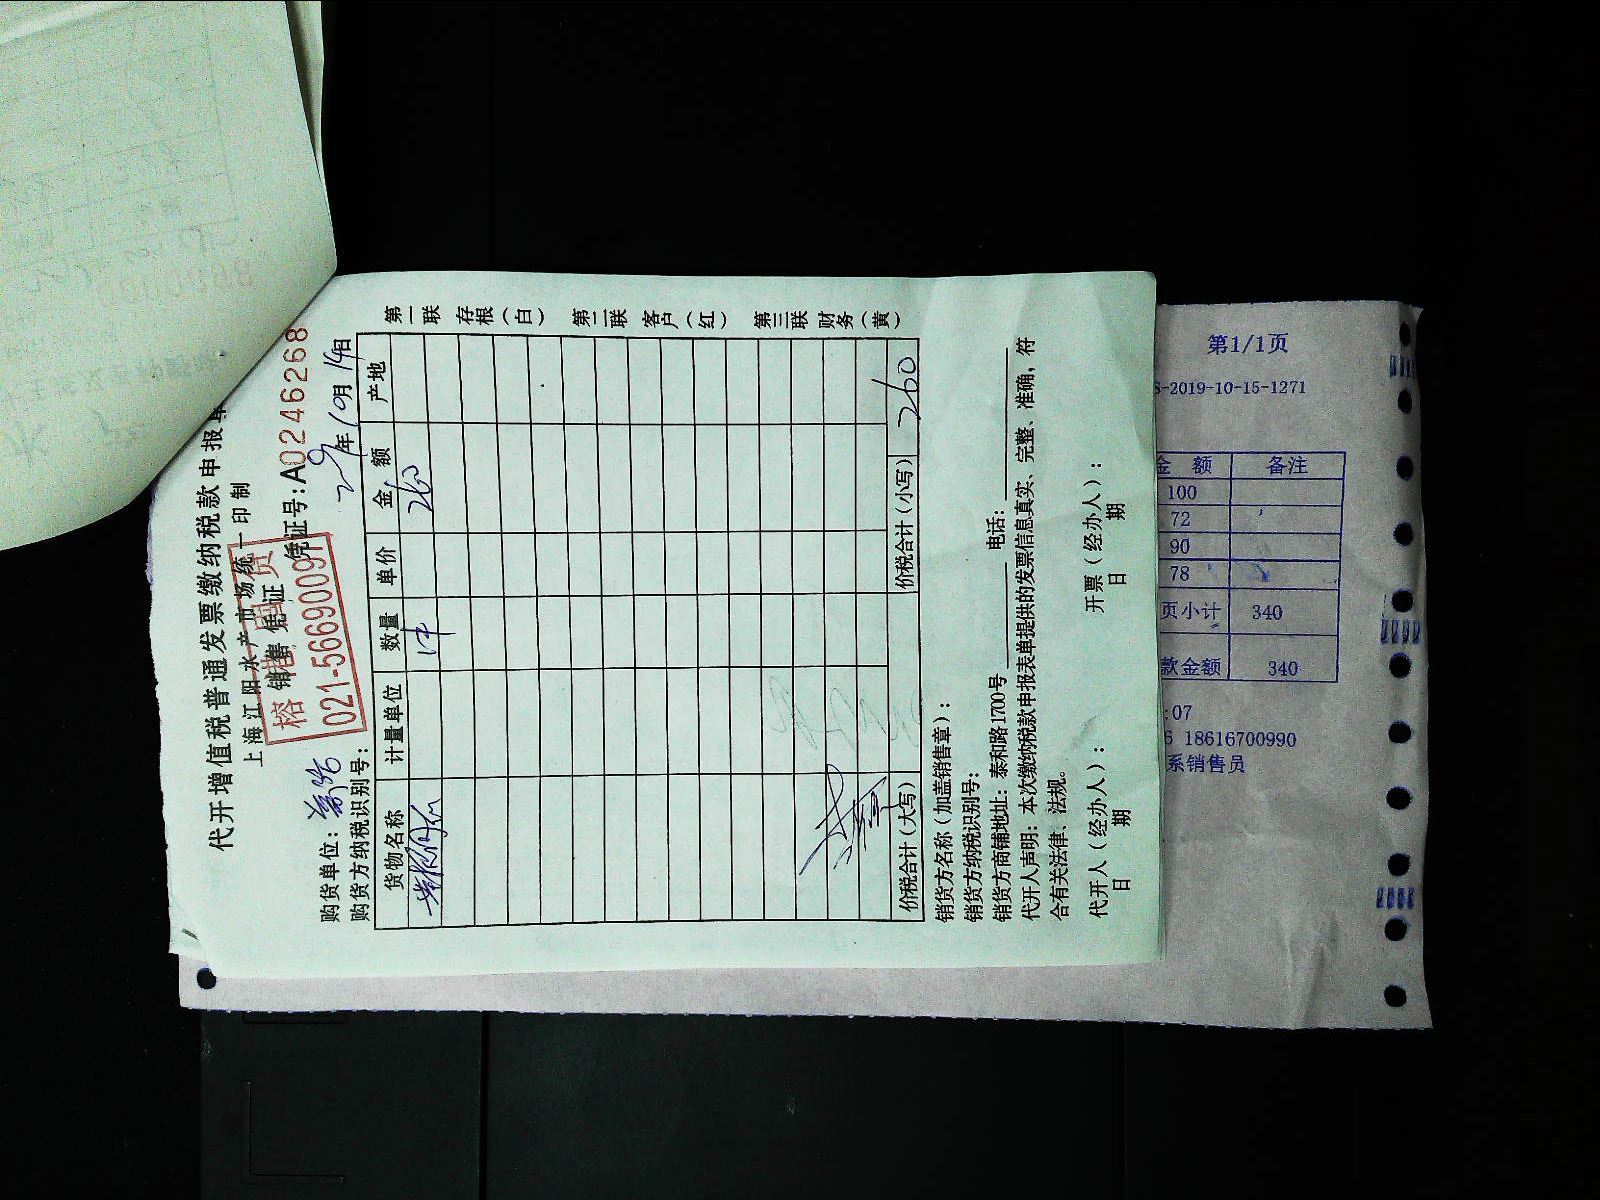 代开增值税普通发票缴纳税款申报单
上海江阳水产市场统一印制
销售凭证 凭证号:A0246268
021-56690091
购货单位:
10月14日
购货方纳税识别号:
货物名称 计量单位 数量 单价 金额 产地
1件 260
价税合计（大写） 价税合计（小写） 260
第一联 存根（白） 第二联 客户（红） 第三联 财务（黄）
销货方名称（加盖销售章）:
销货方纳税识别号:
销货方商铺地址: 泰和路1700号 电话:
代开人声明: 本次缴纳税款申报表单提供的发票信息真实、完整、准确, 符
合有关法律、法规。
代开人（经办人）: 开票（经办人）:
日 期 日 期
第1/1页
-2019-10-15-1271
金 额 备注
100
72
90
78
页小计 340
款金额 340
:07
6 18616700990
系销售员